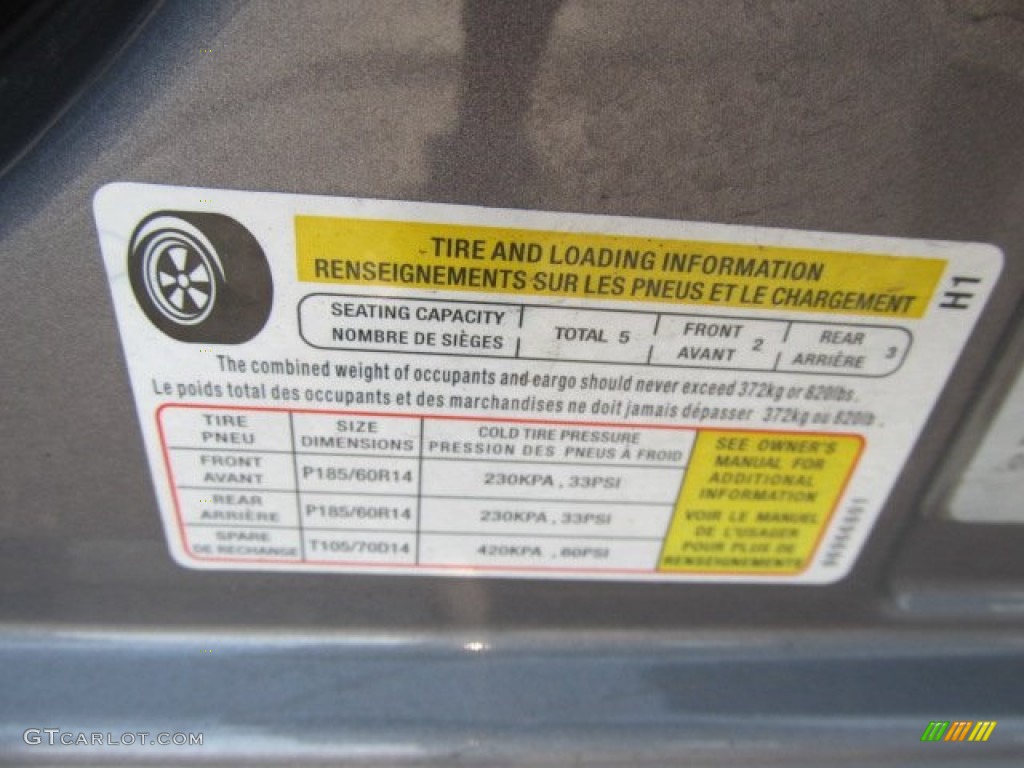 TIRE AND LOADING INFORMATION
RENSEIGNEMENTS SUR LES PNEUS ET LE CHARGEMENT
H1
SEATING CAPACITY
NOMBRE DE SIÈGES
TOTAL 5
FRONT
AVANT 2
REAR
ARRIÈRE 3
The combined weight of occupants and cargo should never exceed 372kg or 820lbs.
Le poids total des occupants et des marchandises ne doit jamais dépasser 372kg ou 820lb.
TIRE
PNEU
SIZE
DIMENSIONS
COLD TIRE PRESSURE
PRESSION DES PNEUS À FROID
FRONT
AVANT
P185/60R14
230KPA, 33PSI
REAR
ARRIÈRE
P185/60R14
230KPA, 33PSI
SPARE
DE RECHANGE
T105/70D14
420KPA, 60PSI
SEE OWNER'S
MANUAL FOR
ADDITIONAL
INFORMATION
VOIR LE MANUEL
DE L'USAGER
POUR PLUS DE
RENSEIGNEMENTS
GTCARLOT.COM